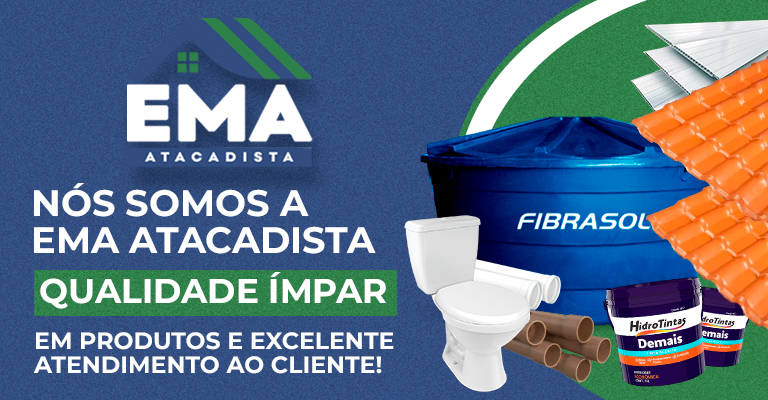 EMA
ATACADISTA
NÓS SOMOS A
EMA ATACADISTA
QUALIDADE ÍMPAR
EM PRODUTOS E EXCELENTE
ATENDIMENTO AO CLIENTE!
FIBRASOL
HidroTintas
Demais
HidroTintas
Demais
ECONÔMICA